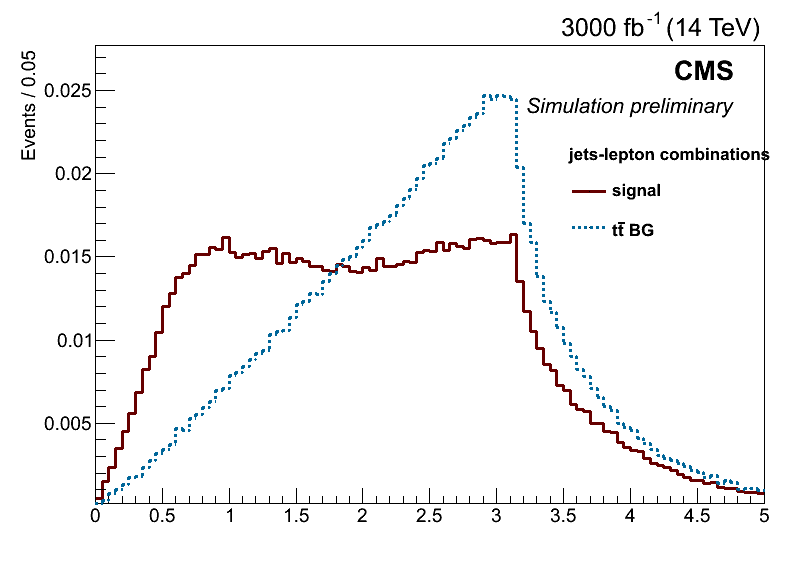 3000 fb⁻¹ (14 TeV)
CMS
Simulation preliminary
jets-lepton combinations
signal
tt̄ BG
Events / 0.05
0.025
0.02
0.015
0.01
0.005
0 0.5 1 1.5 2 2.5 3 3.5 4 4.5 5